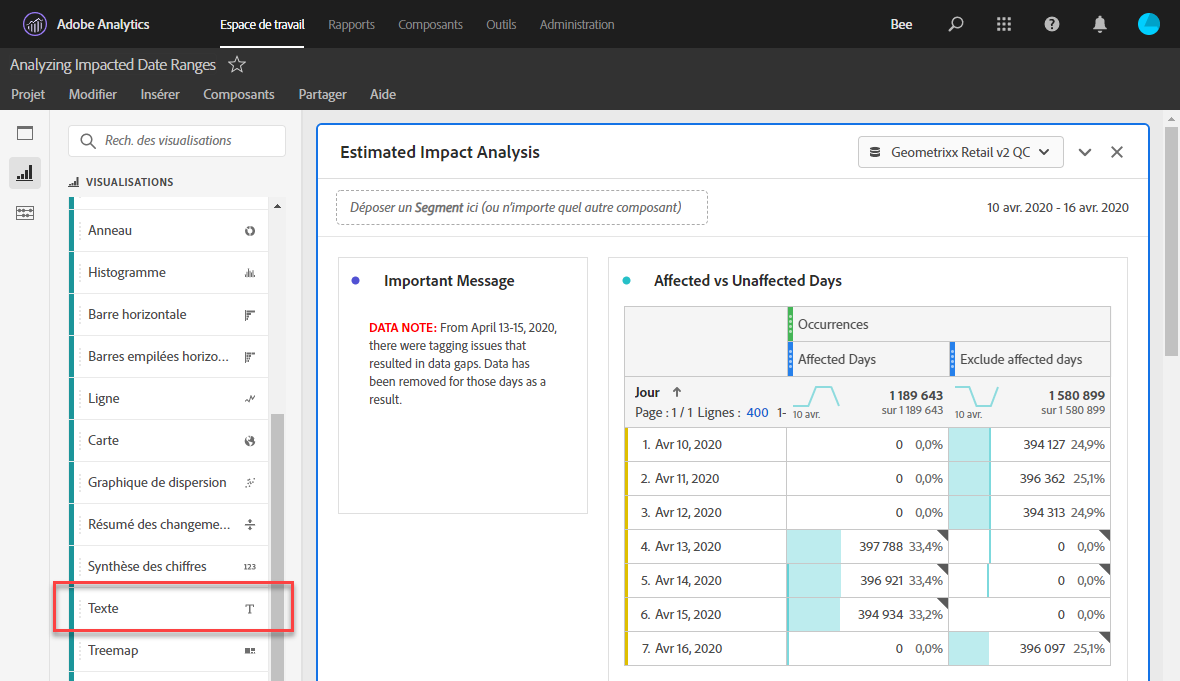 Adobe Analytics
Espace de travail
Rapports
Composants
Outils
Administration
Bee
Analyzing Impacted Date Ranges
Projet
Modifier
Insérer
Composants
Partager
Aide
Rech. des visualisations
VISUALISATIONS
Anneau
Histogramme
Barre horizontale
Barres empilées horizo...
Ligne
Carte
Graphique de dispersion
Résumé des changeme...
Synthèse des chiffres
123
Texte
T
Treemap
Estimated Impact Analysis
Geometrixx Retail v2 QC
Déposer un Segment ici (ou n'importe quel autre composant)
10 avr. 2020 - 16 avr. 2020
Important Message
DATA NOTE: From April 13-15, 2020,
there were tagging issues that
resulted in data gaps. Data has
been removed for those days as a
result.
Affected vs Unaffected Days
Occurrences
Affected Days
Exclude affected days
Jour
Page : 1 / 1 Lignes : 400 1-
10 avr.
1 189 643
sur 1 189 643
10 avr.
1 580 899
sur 1 580 899
1. Avr 10, 2020 0 0,0% 394 127 24,9%
2. Avr 11, 2020 0 0,0% 396 362 25,1%
3. Avr 12, 2020 0 0,0% 394 313 24,9%
4. Avr 13, 2020 397 788 33,4% 0 0,0%
5. Avr 14, 2020 396 921 33,4% 0 0,0%
6. Avr 15, 2020 394 934 33,2% 0 0,0%
7. Avr 16, 2020 0 0,0% 396 097 25,1%